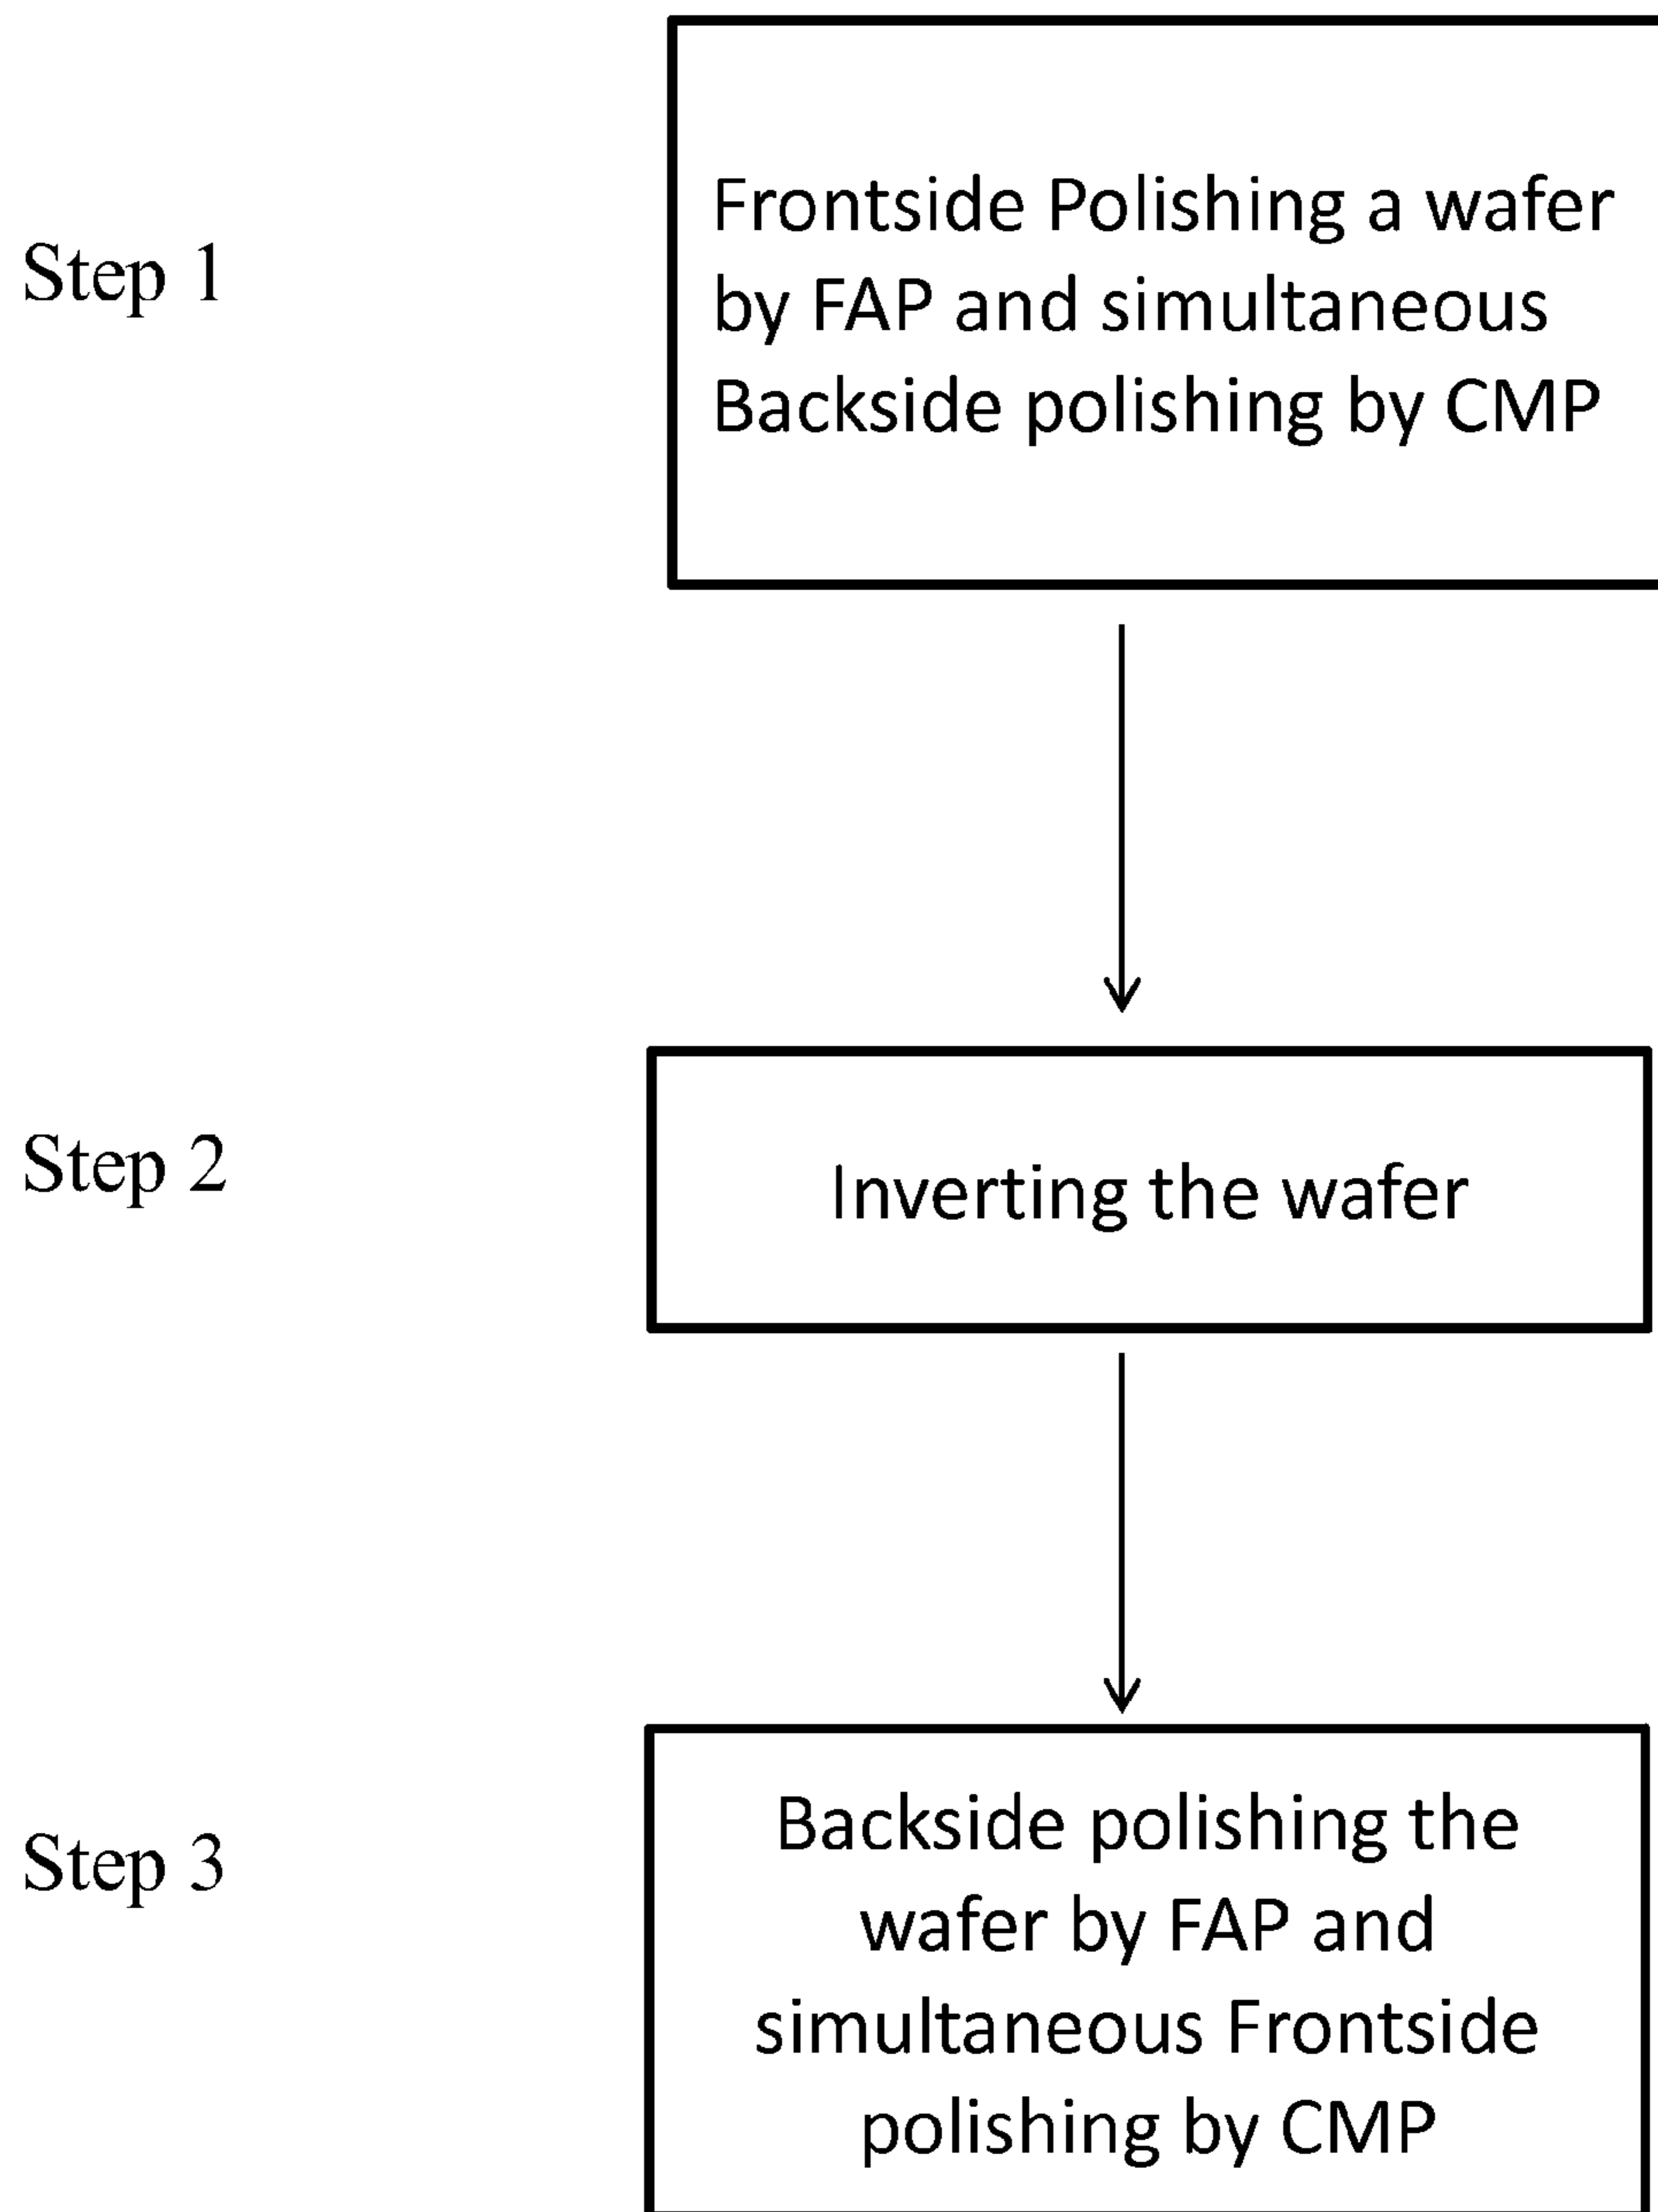 Step 1
Frontside Polishing a wafer
by FAP and simultaneous
Backside polishing by CMP
Step 2
Inverting the wafer
Step 3
Backside polishing the
wafer by FAP and
simultaneous Frontside
polishing by CMP